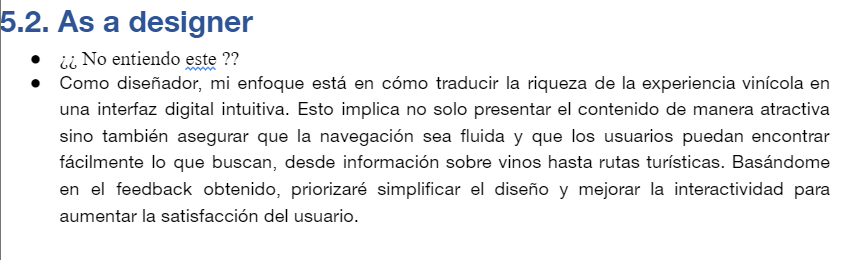 5.2. As a designer
● ¿¿ No entiendo este ??
● Como diseñador, mi enfoque está en cómo traducir la riqueza de la experiencia vinícola en
una interfaz digital intuitiva. Esto implica no solo presentar el contenido de manera atractiva
sino también asegurar que la navegación sea fluida y que los usuarios puedan encontrar
fácilmente lo que buscan, desde información sobre vinos hasta rutas turísticas. Basándome
en el feedback obtenido, priorizaré simplificar el diseño y mejorar la interactividad para
aumentar la satisfacción del usuario.